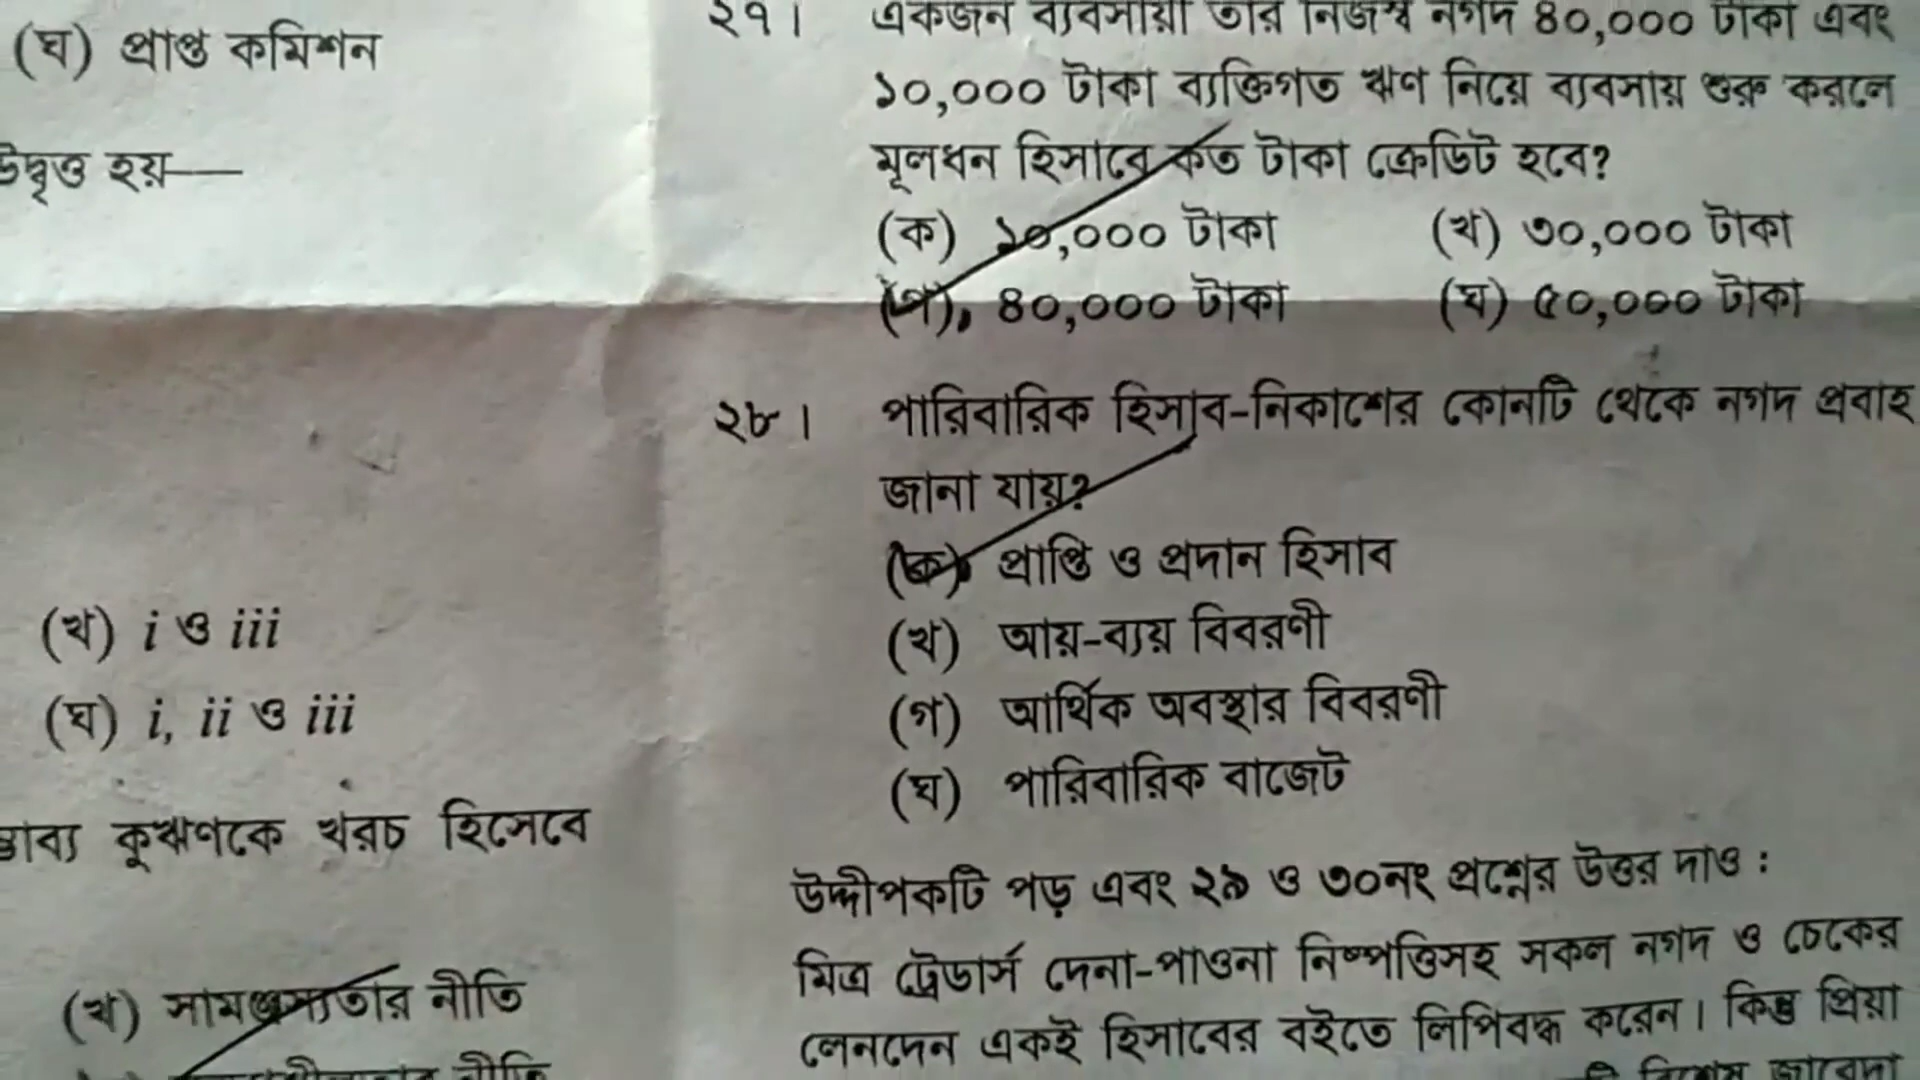 (ঘ) প্রাপ্ত কমিশন
উদ্বৃত্ত হয়—
(খ) i ও iii
(ঘ) i, ii ও iii
কুঋণকে খরচ হিসেবে
(খ) সামঞ্জস্যতার নীতি
নীতি
২৭। একজন ব্যবসায়ী তার নিজস্ব নগদ ৪০,০০০ টাকা এবং
১০,০০০ টাকা ব্যক্তিগত ঋণ নিয়ে ব্যবসায় শুরু করলে
মূলধন হিসাবে কত টাকা ক্রেডিট হবে?
(ক) ১০,০০০ টাকা (খ) ৩০,০০০ টাকা
(গ) ৪০,০০০ টাকা (ঘ) ৫০,০০০ টাকা
২৮। পারিবারিক হিসাব-নিকাশের কোনটি থেকে নগদ প্রবাহ
জানা যায়?
(ক) প্রাপ্তি ও প্রদান হিসাব
(খ) আয়-ব্যয় বিবরণী
(গ) আর্থিক অবস্থার বিবরণী
(ঘ) পারিবারিক বাজেট
উদ্দীপকটি পড় এবং ২৯ ও ৩০নং প্রশ্নের উত্তর দাও :
মিত্র ট্রেডার্স দেনা-পাওনা নিষ্পত্তিসহ সকল নগদ ও চেকের
লেনদেন একই হিসাবের বইতে লিপিবদ্ধ করেন। কিন্তু প্রিয়া
বিশেষ জাবেদা